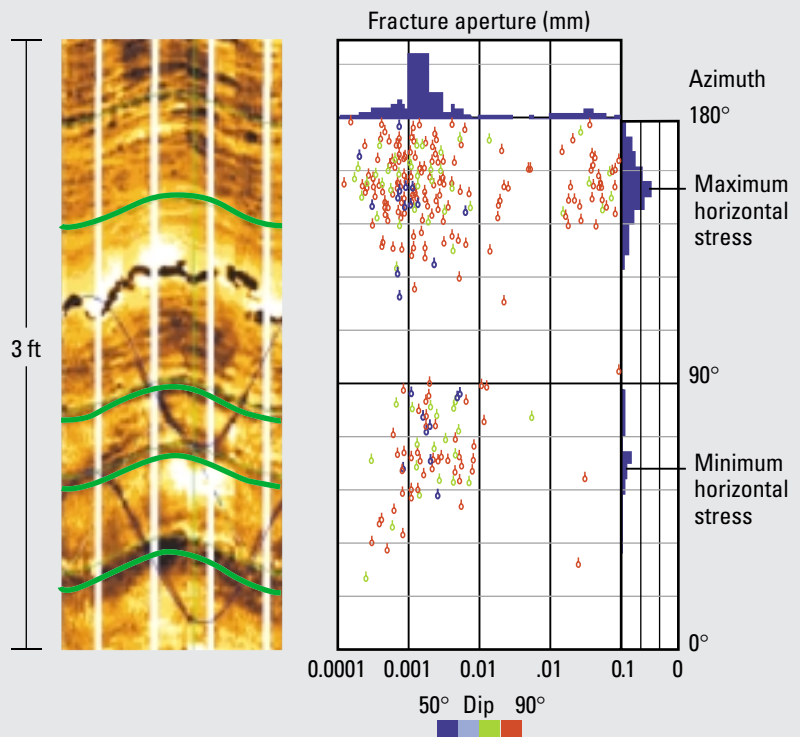 Fracture aperture (mm)
Azimuth
180°
Maximum
horizontal
stress
3 ft
90°
Minimum
horizontal
stress
0°
0.0001 0.001 0.01 .01 0.1 0
50° Dip 90°